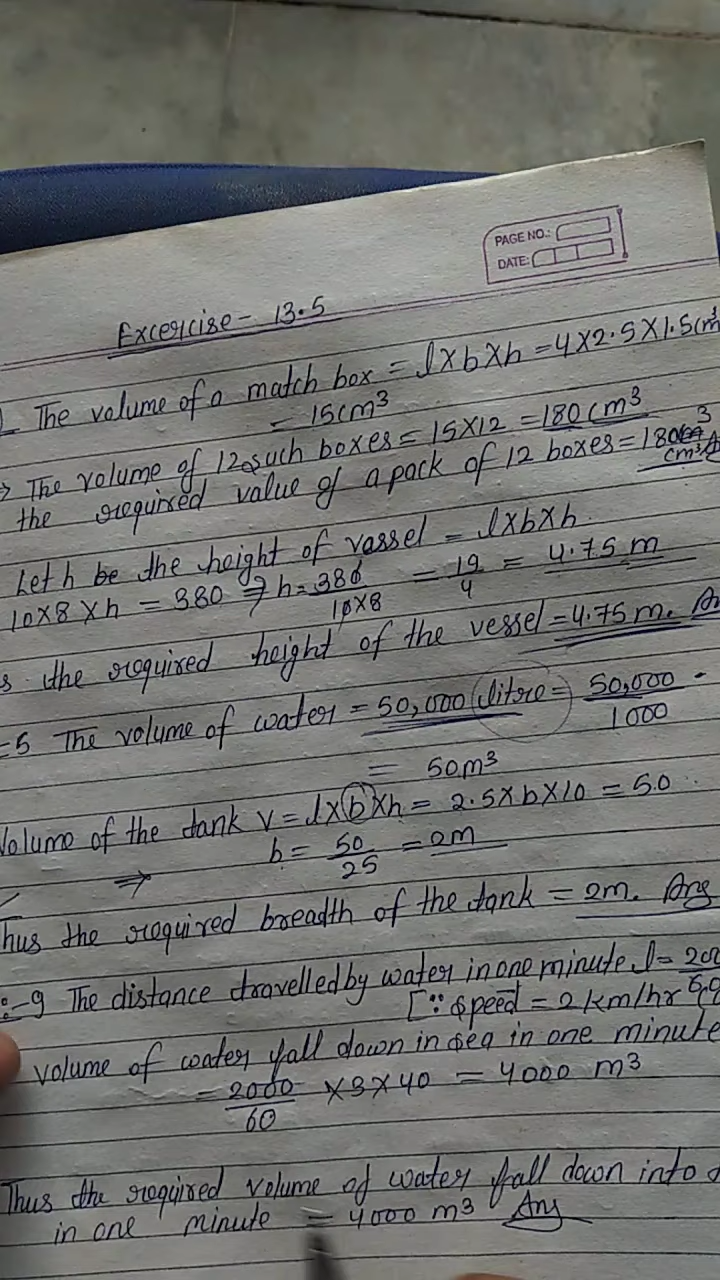 PAGE NO.:
DATE:
Excercise - 13.5
The volume of a match box = l×b×h = 4×2.5×1.5cm³
= 15cm³
⇒ The volume of 12 such boxes = 15×12 = 180cm³
the required value of a pack of 12 boxes = 180 cm³
Let h be the height of vassel = l×b×h.
10×8×h = 380 ⇒ h = 380/10×8 = 19/4 = 4.75 m
the required height of the vessel = 4.75 m. An
=5 The volume of water = 50,000 litre = 50,000/1000
= 50m³
Volume of the tank v = l×b×h = 2.5×b×10 = 50
⇒ b = 50/25 = 2m
Thus the required breadth of the tank = 2m. Ans
:-9 The distance travelled by water in one minute l =
[∵ speed = 2km/hr
volume of water fall down in sea in one minute
= 2000/60 ×3×40 = 4000 m³
Thus the required volume of water fall down into
in one minute = 4000 m³ Ans